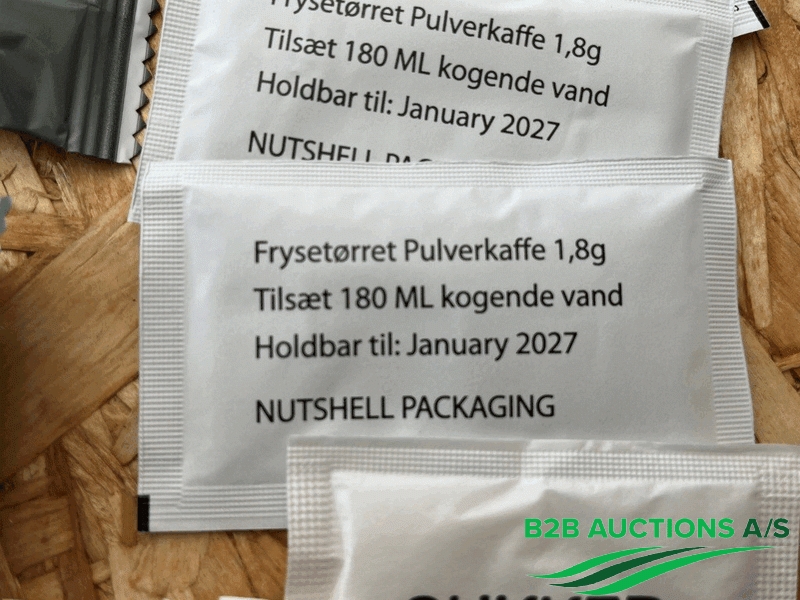 Frysetørret Pulverkaffe 1,8g
Tilsæt 180 ML kogende vand
Holdbar til: January 2027
NUTSHELL
Frysetørret Pulverkaffe 1,8g
Tilsæt 180 ML kogende vand
Holdbar til: January 2027
NUTSHELL PACKAGING
B2B AUCTIONS A/S